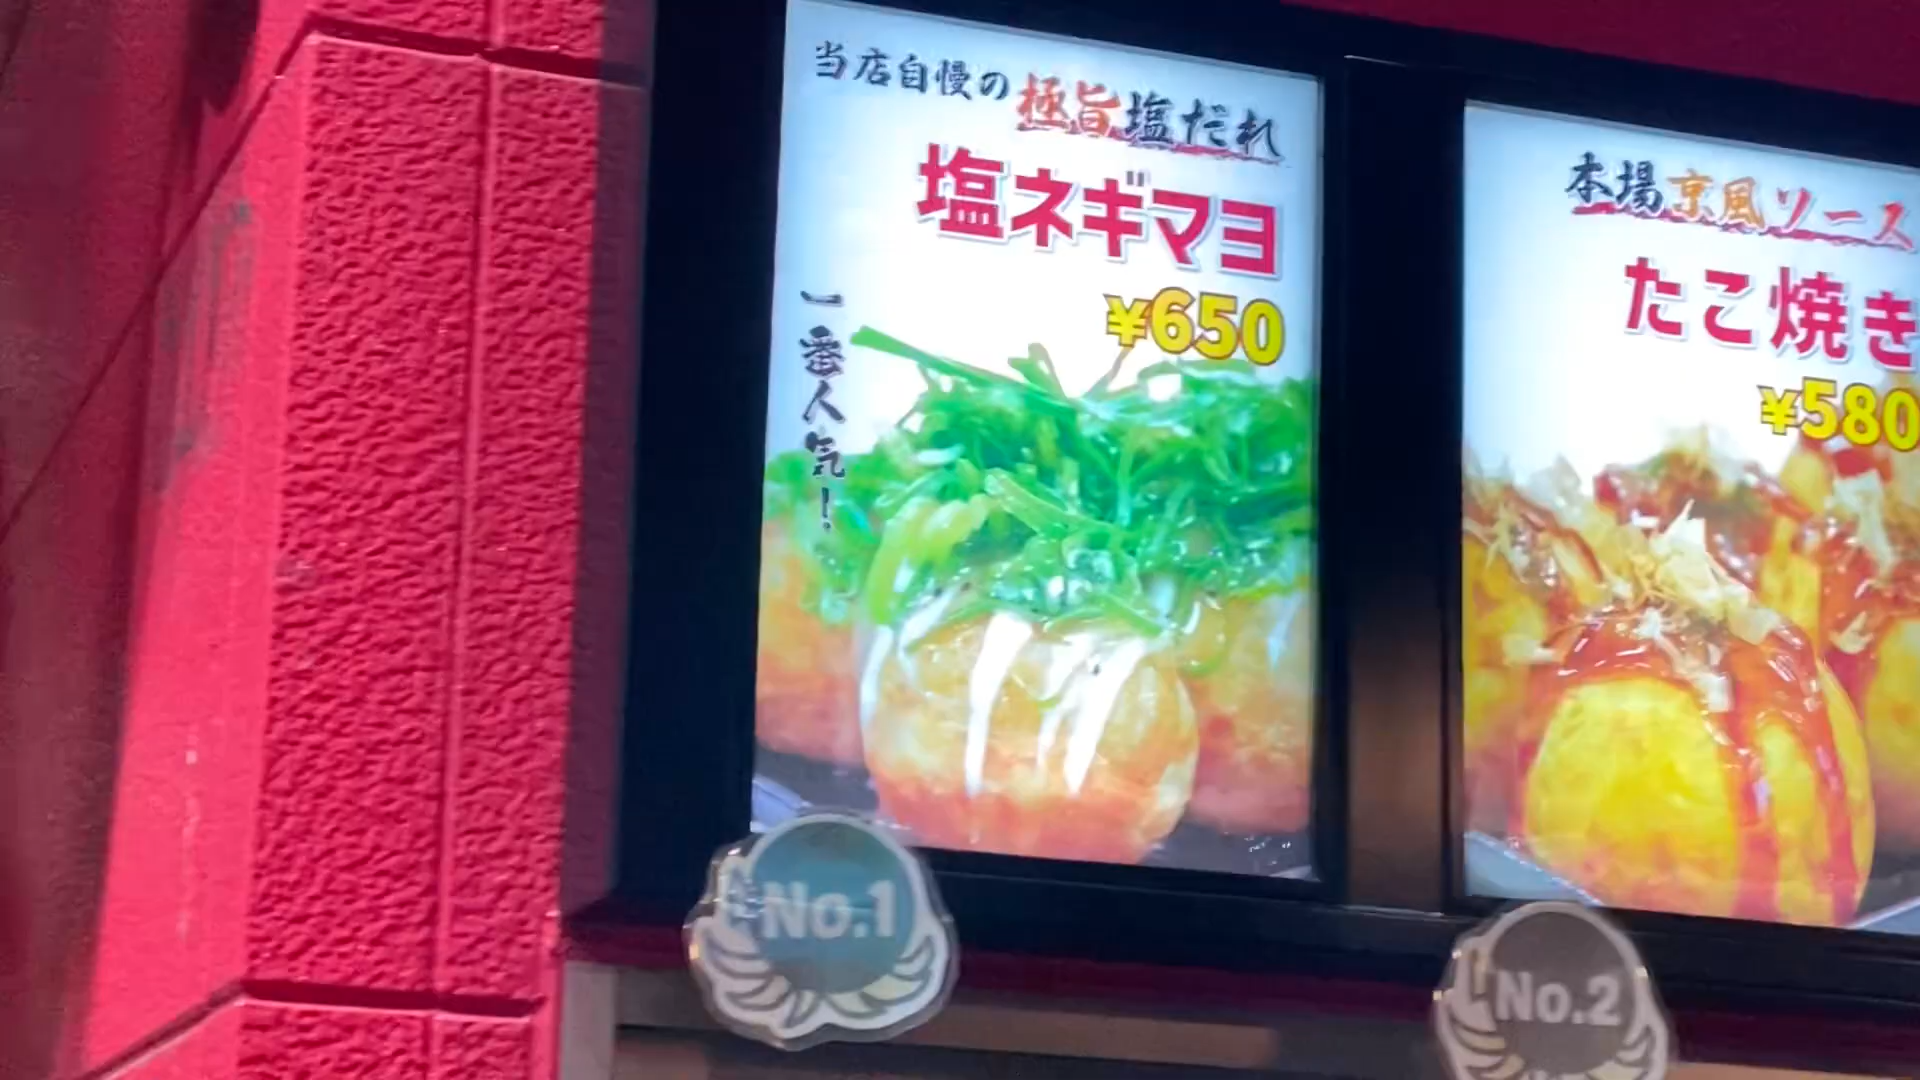 当店自慢の極旨塩だれ
塩ネギマヨ
¥650
一番人気!
No.1
本場京風ソース
たこ焼き
¥580
No.2